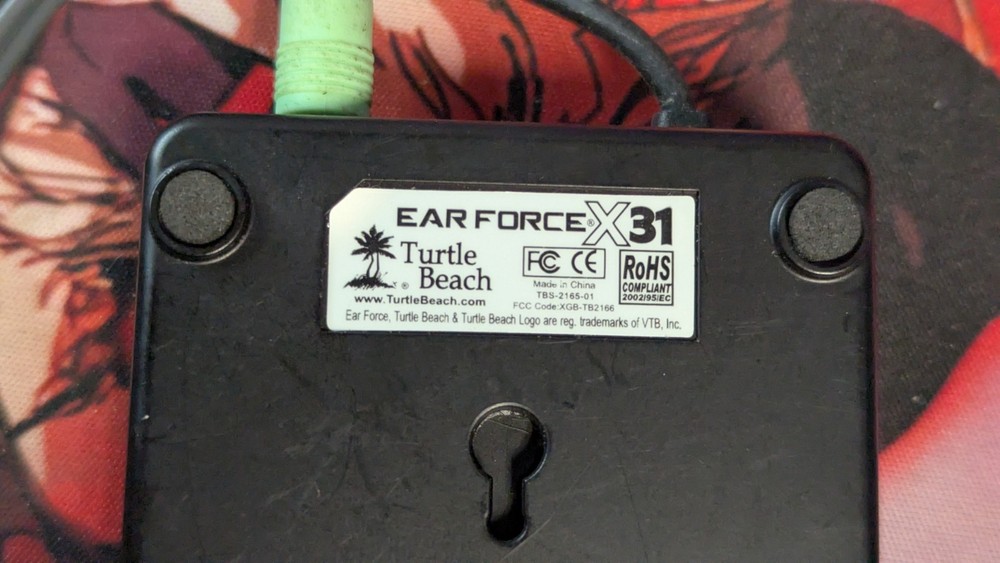 EAR FORCE® X31
Turtle
Beach®
www.TurtleBeach.com
FC CE
Made in China
TBS-2165-01
FCC Code:XGB-TB2166
RoHS
COMPLIANT
2002/95/EC
Ear Force, Turtle Beach & Turtle Beach Logo are reg. trademarks of VTB, Inc.